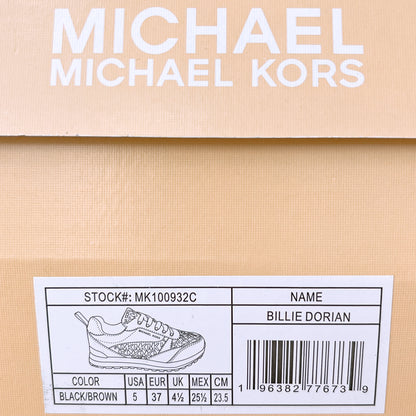 MICHAEL
MICHAEL KORS
STOCK#: MK100932C
NAME
BILLIE DORIAN
COLOR USA EUR UK MEX CM
BLACK/BROWN 5 37 4½ 25½ 23.5
1 96382 77673 9